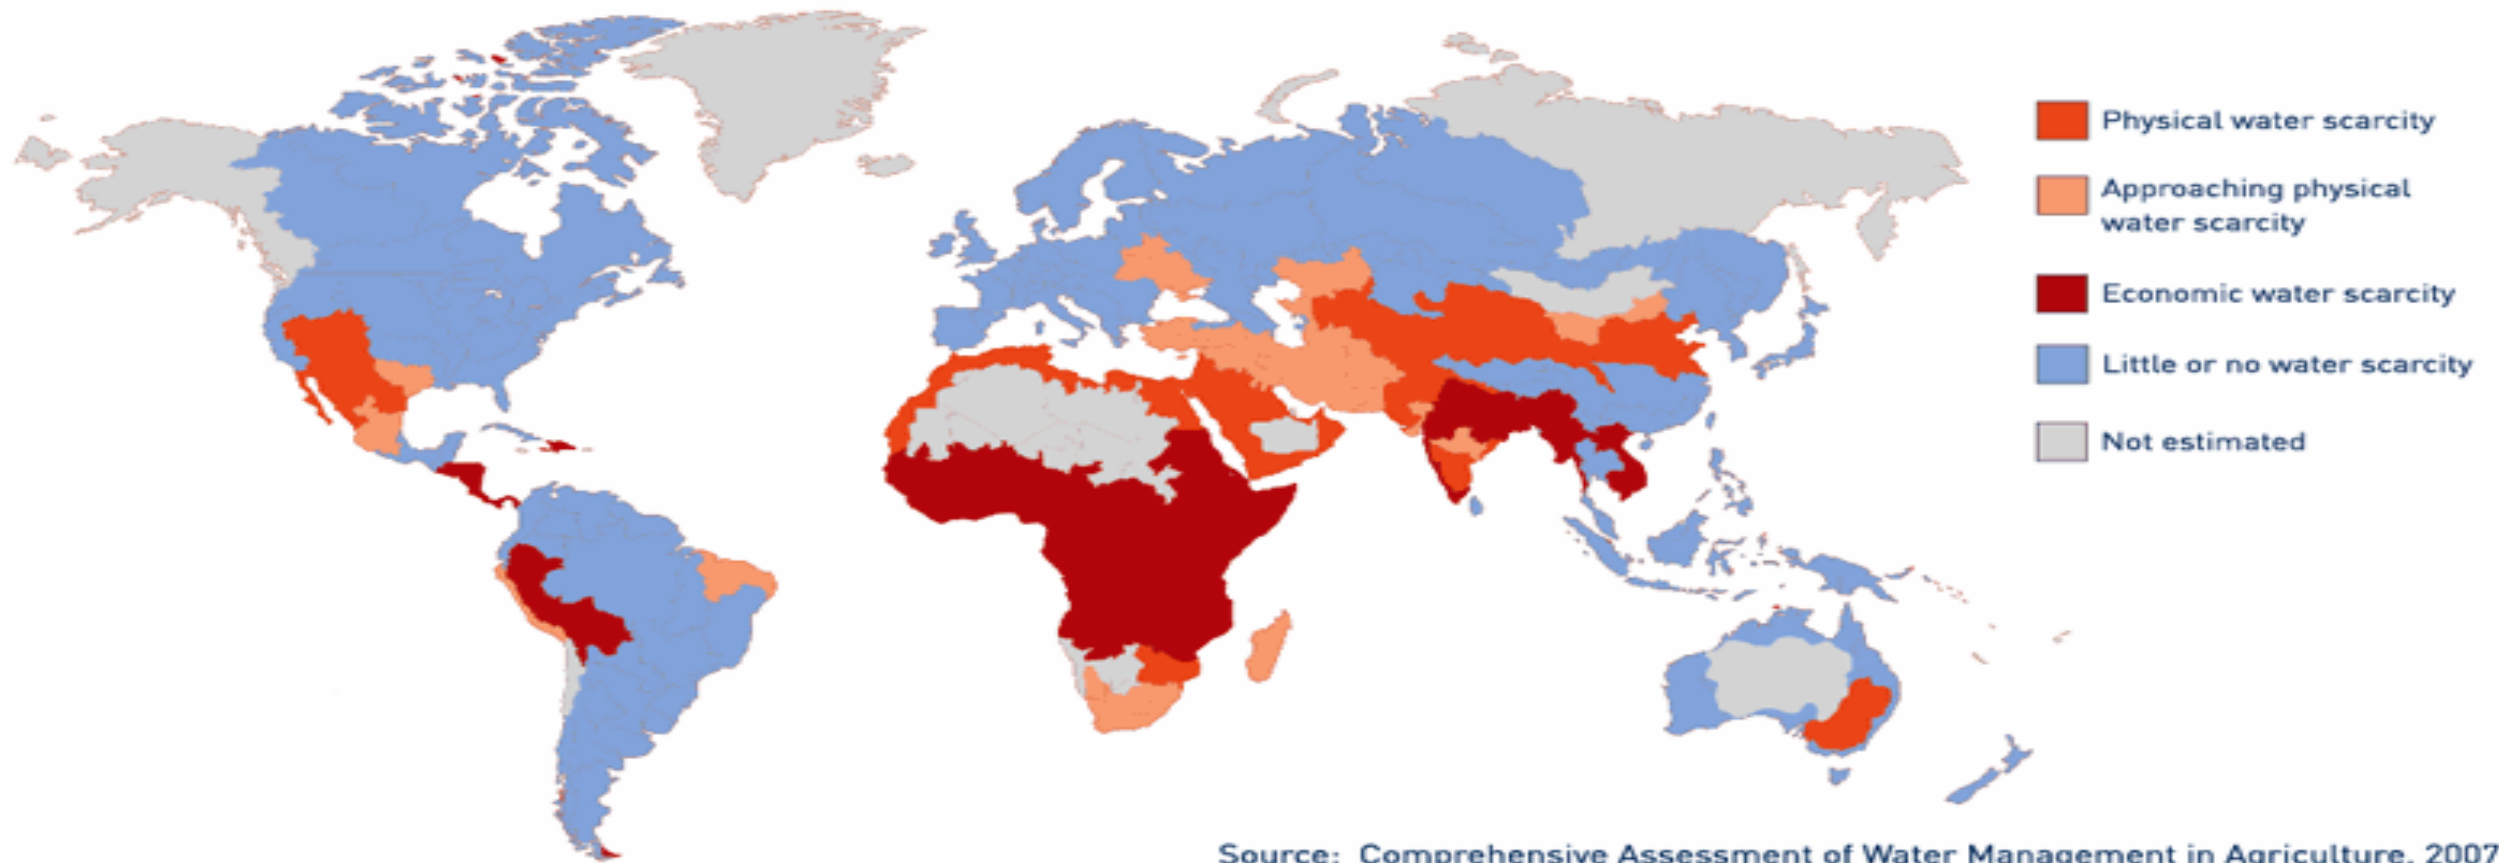 Physical water scarcity
Approaching physical
water scarcity
Economic water scarcity
Little or no water scarcity
Not estimated
Source: Comprehensive Assessment of Water Management in Agriculture, 2007